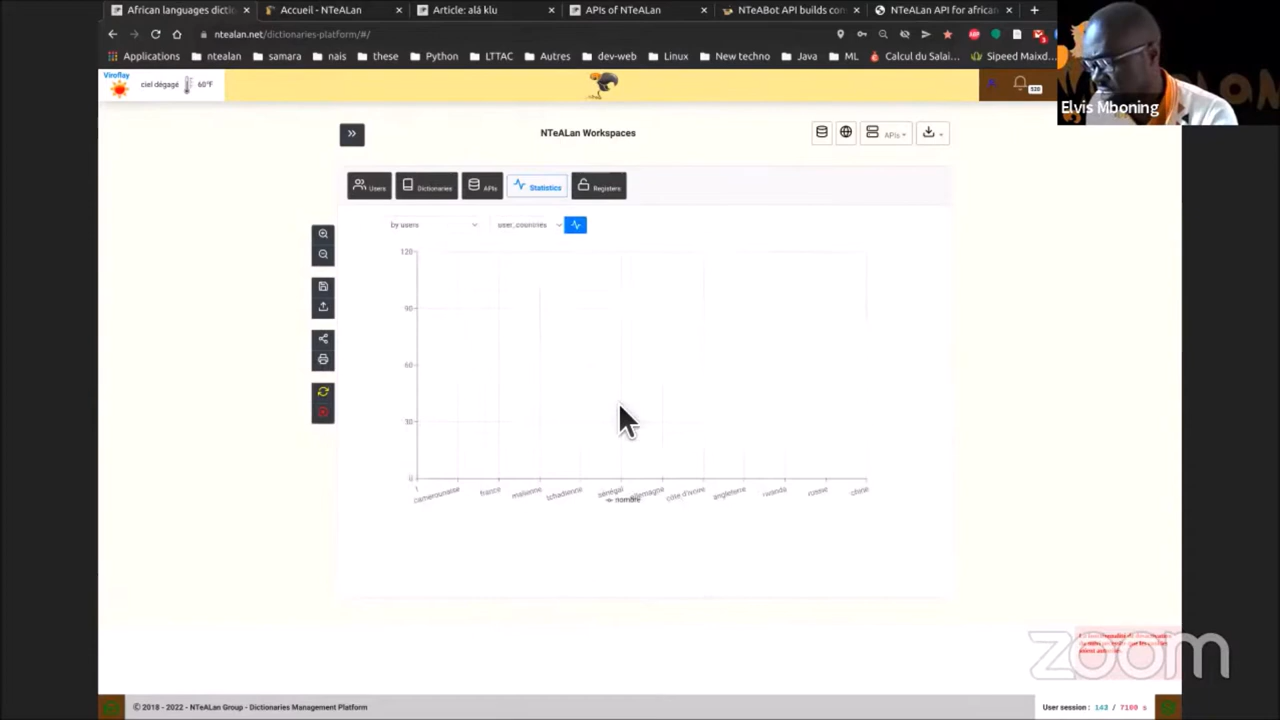 African languages dictio
Accueil - NTeALan
Article: alá klu
APIs of NTeALan
NTEABot API builds con
NTeALan API for african
ntealan.net/dictionaries-platform/#/
Applications
ntealan
samara
naio
these
Python
LTTAC
Autres
dev-web
Linux
New techno
Java
ML
Calcul du Salai...
Sipeed Maixd...
Elvis Mboning
Viroflay
ciel dégagé
60°F
NTeALan Workspaces
APIs
Users
Dictionaries
APIs
Statistics
Registers
by users
user_countries
120
90
60
30
0
camerounaise
france
malienne
tchadienne
sénégal
allemagne
côte d'ivoire
angleterre
rwanda
russie
chine
nombre
zoom
© 2018 - 2022 - NTeALan Group - Dictionaries Management Platform
User session : 143 / 7160 s